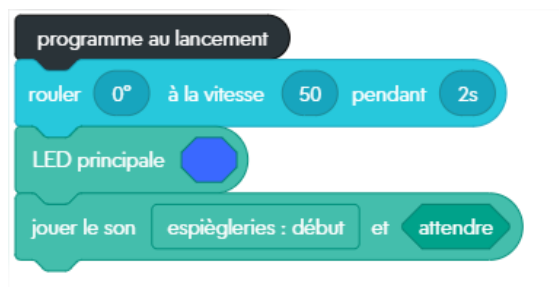 programme au lancement
rouler 0° à la vitesse 50 pendant 2s
LED principale
jouer le son espiègleries : début et attendre